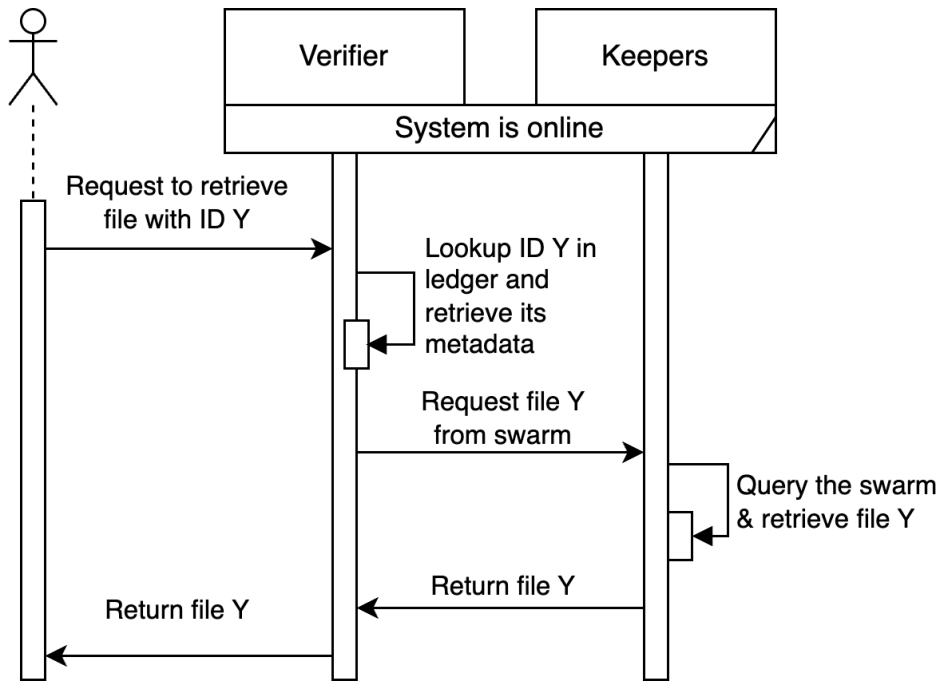 Verifier
Keepers
System is online
Request to retrieve
file with ID Y
Lookup ID Y in
ledger and
retrieve its
metadata
Request file Y
from swarm
Query the swarm
& retrieve file Y
Return file Y
Return file Y